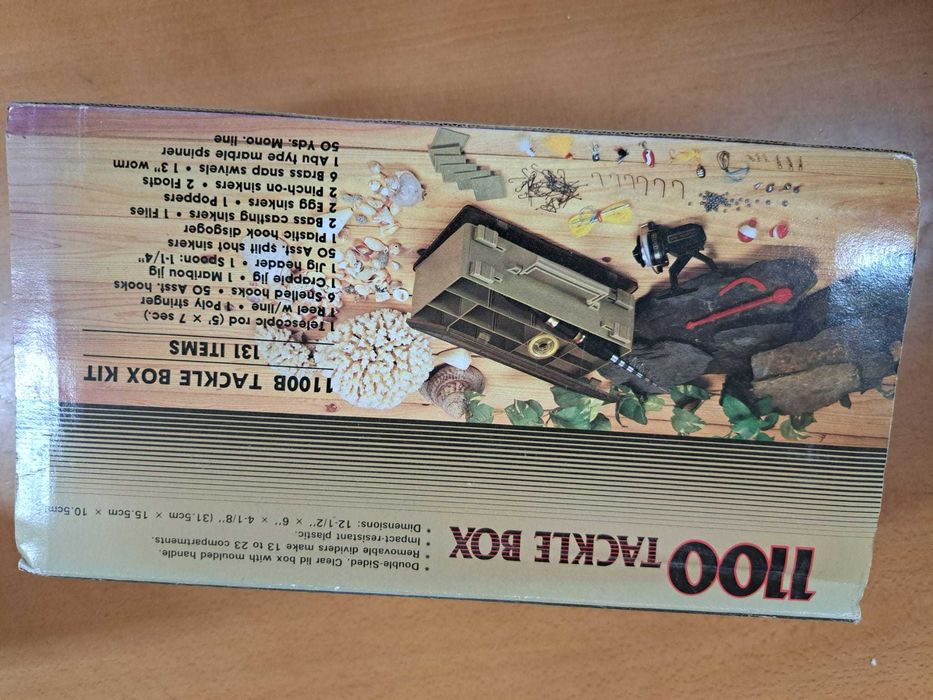 1100 TACKLE BOX
• Double-Sided, Clear lid box with moulded handle.
• Removable dividers make 13 to 23 compartments.
• Impact-resistant plastic.
• Dimensions: 12-1/2" × 6" × 4-1/8" (31.5cm × 15.5cm × 10.5cm)
1100B TACKLE BOX KIT
131 ITEMS
1 Telescopic rod (5' × 7 sec.)
1 Reel w/line • 1 Poly stringer
6 Snelled hooks • 50 Asst. hooks
1 Crapple jig • 1 Maribou jig
1 Jig header • 1 Spoon: 1-1/4"
50 Asst. split shot sinkers
1 Plastic hook disgoger
2 Bass casting sinkers • 1 Flies
2 Egg sinkers • 1 Poppers
2 Pinch-on sinkers • 2 Floats
6 Brass snap swivels • 1 3" worm
1 Abu type marble spinner
50 Yds. Mono. line